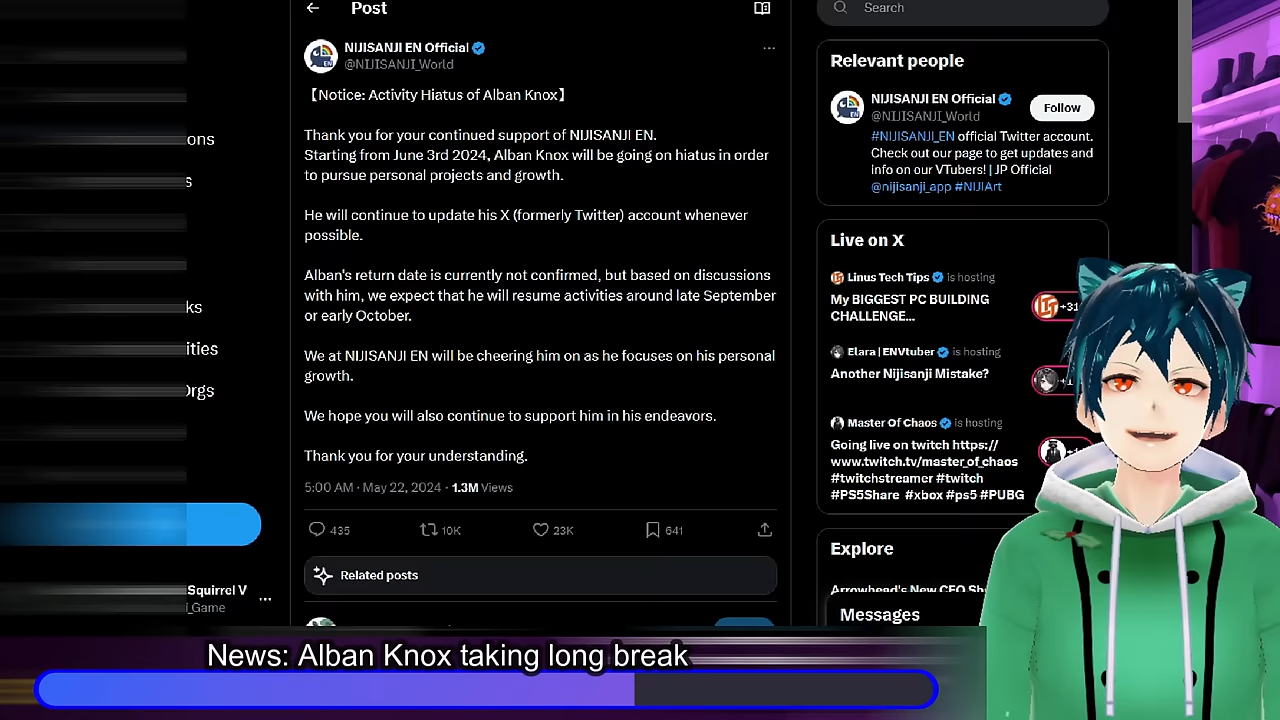 Post
Search
NIJISANJI EN Official
@NIJISANJI_World
【Notice: Activity Hiatus of Alban Knox】
Thank you for your continued support of NIJISANJI EN.
Starting from June 3rd 2024, Alban Knox will be going on hiatus in order
to pursue personal projects and growth.
He will continue to update his X (formerly Twitter) account whenever
possible.
Alban's return date is currently not confirmed, but based on discussions
with him, we expect that he will resume activities around late September
or early October.
We at NIJISANJI EN will be cheering him on as he focuses on his personal
growth.
We hope you will also continue to support him in his endeavors.
Thank you for your understanding.
5:00 AM · May 22, 2024 · 1.3M Views
435 10K 23K 641
Related posts
Relevant people
NIJISANJI EN Official
@NIJISANJI_World
Follow
#NIJISANJI_EN official Twitter account.
Check out our page to get updates and
info on our VTubers! | JP Official
@nijisanji_app #NIJIArt
Live on X
Linus Tech Tips is hosting
My BIGGEST PC BUILDING
CHALLENGE...
+31
Elara | ENVtuber is hosting
Another Nijisanji Mistake?
Master Of Chaos is hosting
Going live on twitch https://
www.twitch.tv/master_of_chaos
#twitchstreamer #twitch
#PS5Share #xbox #ps5 #PUBG
Explore
Arrowhead's New CEO
Messages
ons
s
ks
ities
Orgs
Squirrel V
i_Game
News: Alban Knox taking long break